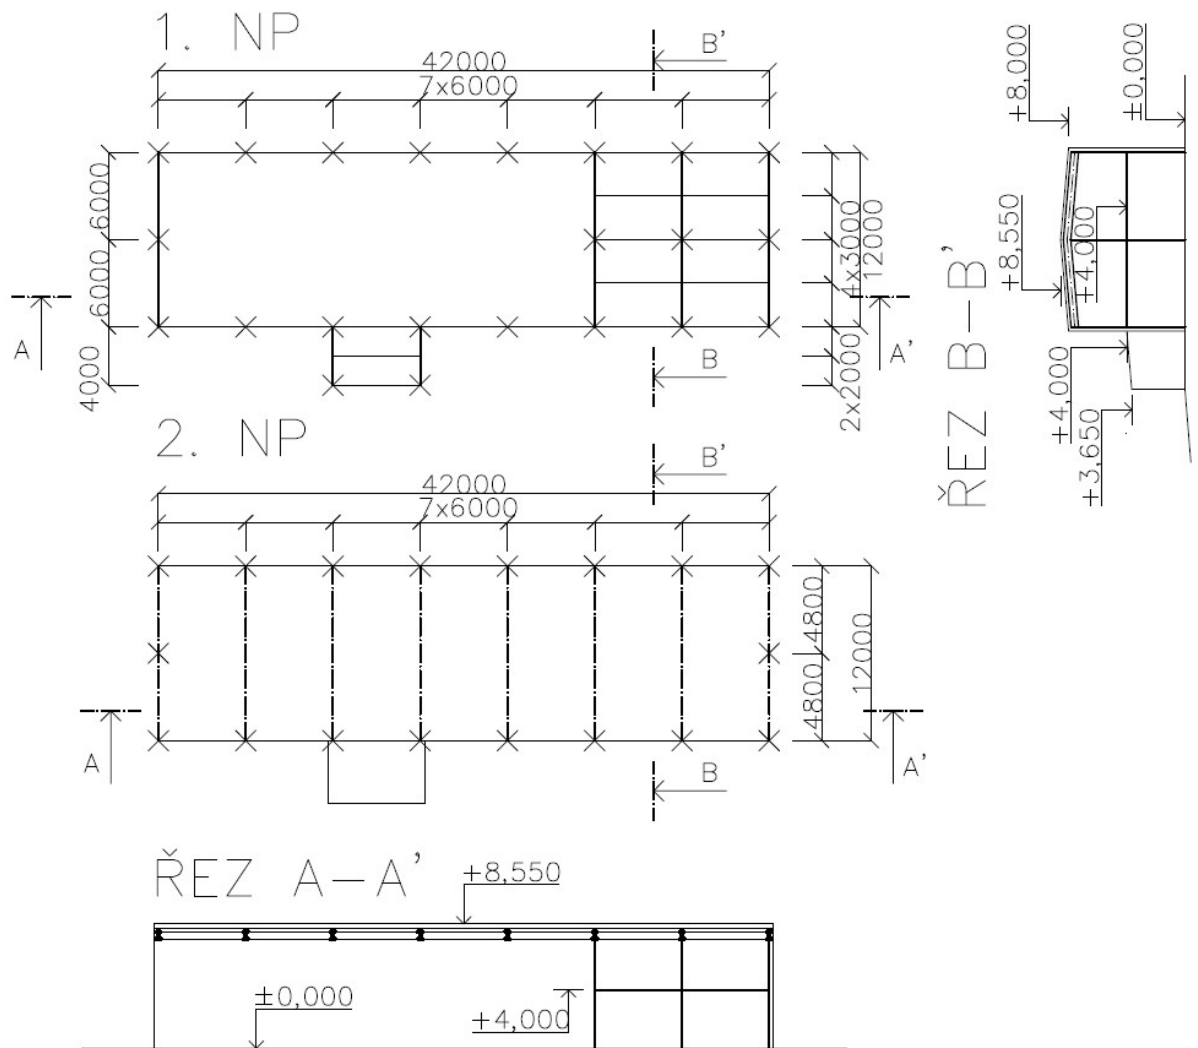 1. NP
42000
7x6000
B'
6000
6000
4000
4x3000
12000
2x2000
A
A'
B
2. NP
42000
7x6000
B'
4800
4800
12000
A
A'
B
ŘEZ A-A'
+8,550
±0,000
+4,000
ŘEZ B-B'
+8,000
±0,000
+8,550
+4,000
+4,000
+3,650